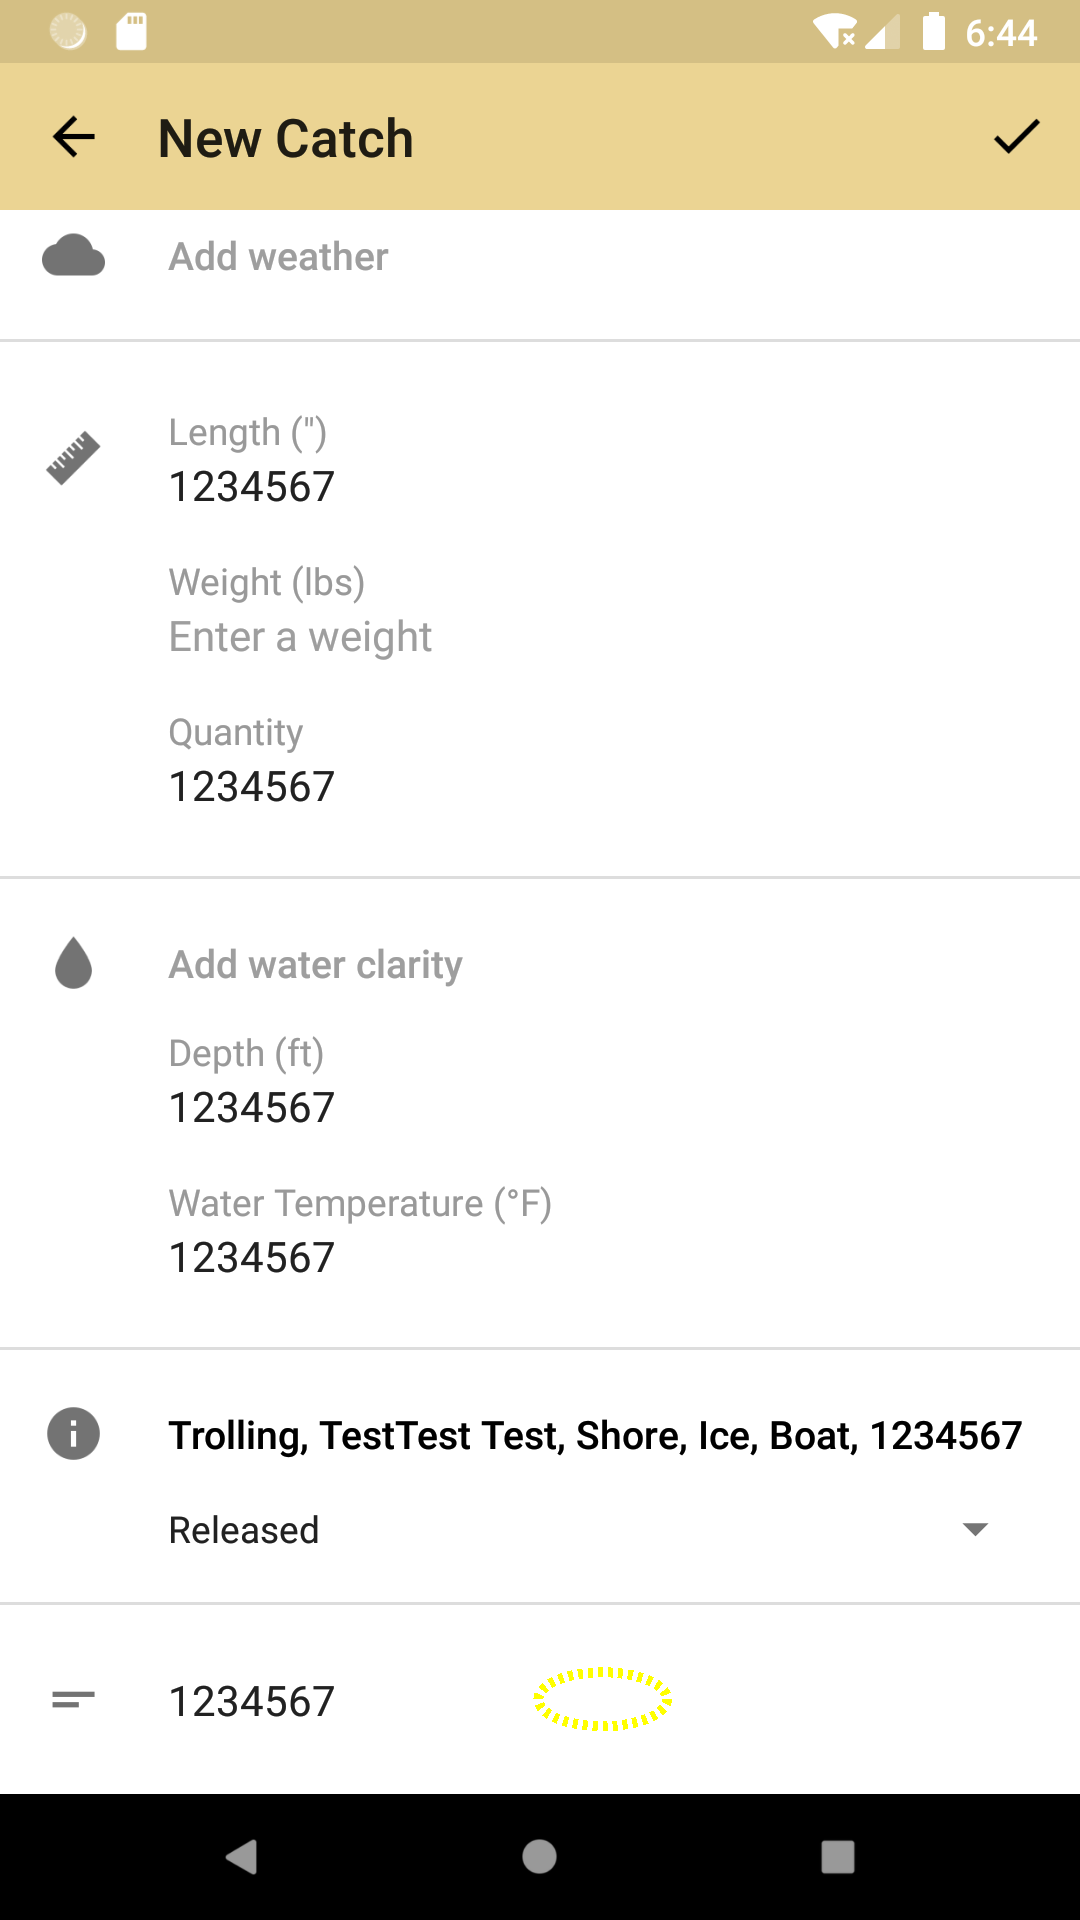 6:44
New Catch
Add weather
Length (")
1234567
Weight (lbs)
Enter a weight
Quantity
1234567
Add water clarity
Depth (ft)
1234567
Water Temperature (°F)
1234567
Trolling, TestTest Test, Shore, Ice, Boat, 1234567
Released
1234567